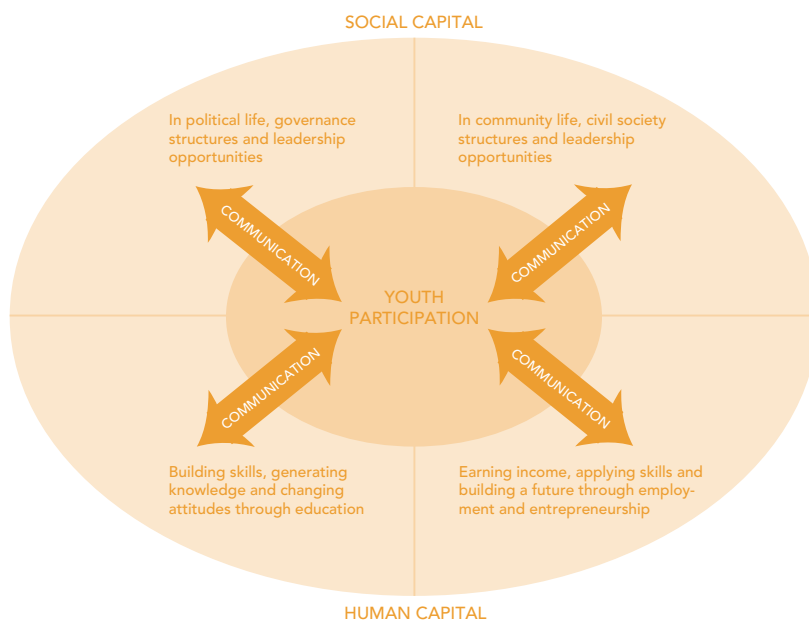 SOCIAL CAPITAL
In political life, governance
structures and leadership
opportunities
In community life, civil society
structures and leadership
opportunities
COMMUNICATION
COMMUNICATION
YOUTH
PARTICIPATION
COMMUNICATION
COMMUNICATION
Building skills, generating
knowledge and changing
attitudes through education
Earning income, applying skills and
building a future through employ-
ment and entrepreneurship
HUMAN CAPITAL